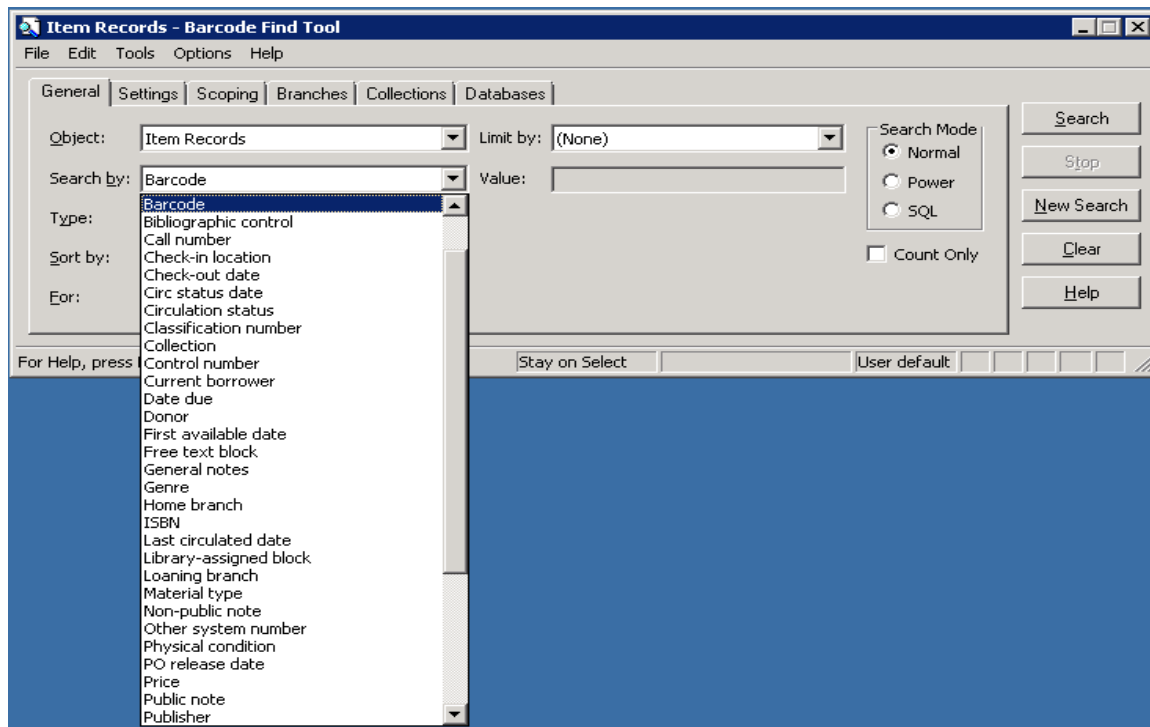 Item Records - Barcode Find Tool
File Edit Tools Options Help
General Settings Scoping Branches Collections Databases
Object: Item Records Limit by: (None)
Search by: Barcode Value:
Type:
Sort by:
For:
Search Mode
Normal
Power
SQL
Count Only
Search
Stop
New Search
Clear
Help
Barcode
Bibliographic control
Call number
Check-in location
Check-out date
Circ status date
Circulation status
Classification number
Collection
Control number
Current borrower
Date due
Donor
First available date
Free text block
General notes
Genre
Home branch
ISBN
Last circulated date
Library-assigned block
Loaning branch
Material type
Non-public note
Other system number
Physical condition
PO release date
Price
Public note
Publisher
For Help, press Stay on Select User default